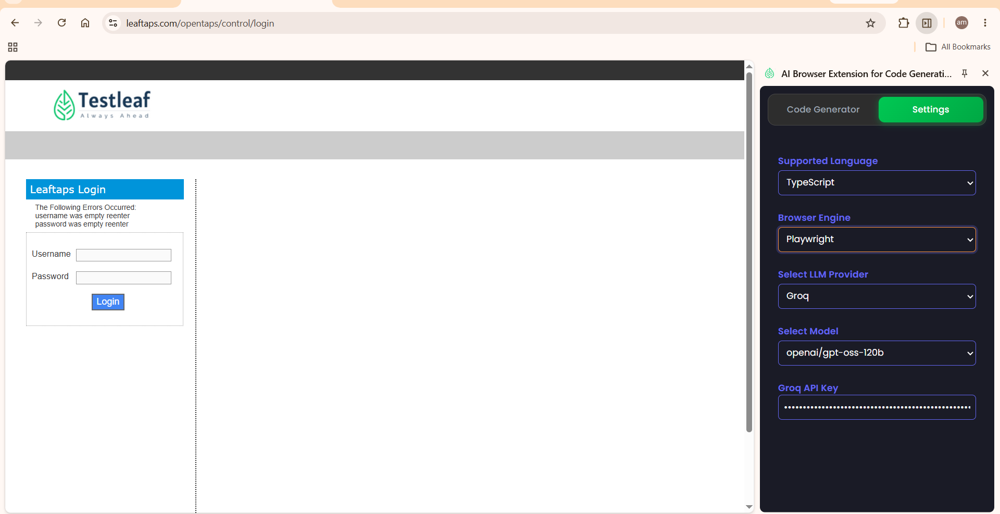 leaftaps.com/opentaps/control/login
am
All Bookmarks
Testleaf
Always Ahead
Leaftaps Login
The Following Errors Occurred:
username was empty reenter
password was empty reenter
Username
Password
Login
AI Browser Extension for Code Generati...
Code Generator
Settings
Supported Language
TypeScript
Browser Engine
Playwright
Select LLM Provider
Groq
Select Model
openai/gpt-oss-120b
Groq API Key